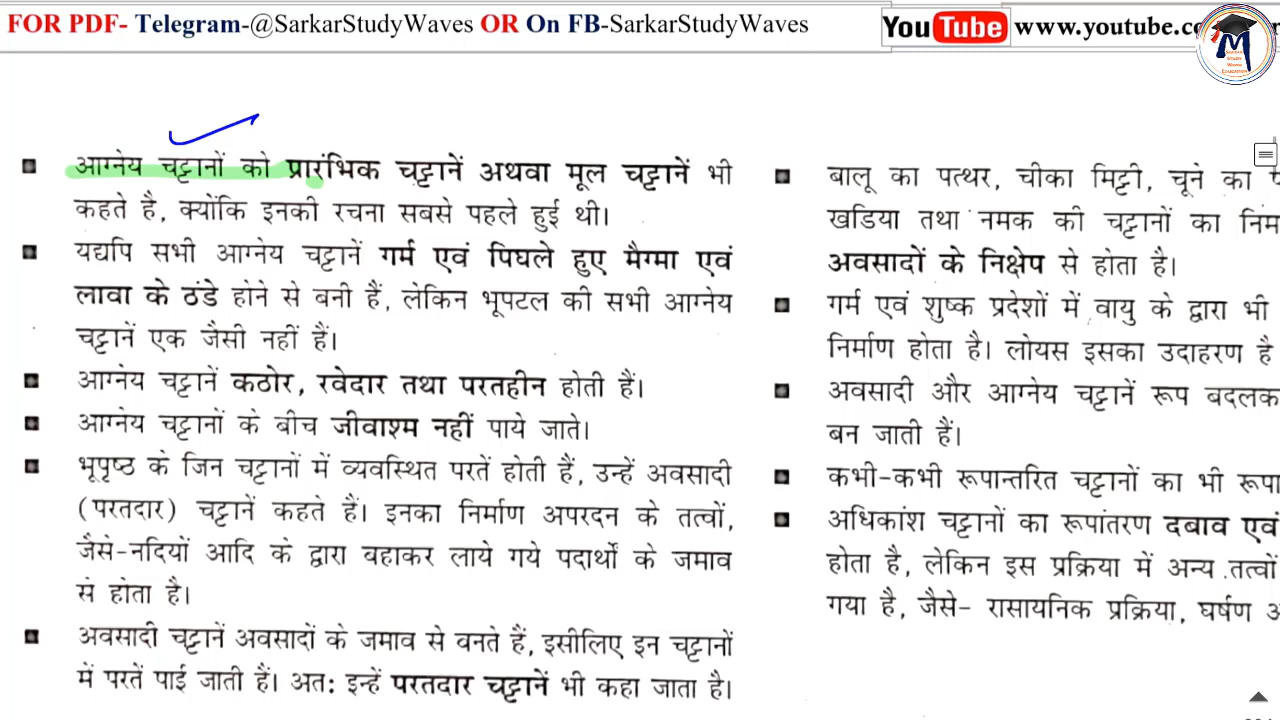 FOR PDF- Telegram-@SarkarStudyWaves OR On FB-SarkarStudyWaves
YouTube www.youtube.c
SARKAR
STUDY
WAVES
EDUCATION
आग्नेय चट्टानों को प्रारंभिक चट्टानें अथवा मूल चट्टानें भी
कहते है, क्योंकि इनकी रचना सबसे पहले हुई थी।
यद्यपि सभी आग्नेय चट्टानें गर्म एवं पिघले हुए मैग्मा एवं
लावा के ठंडे होने से बनी हैं, लेकिन भूपटल की सभी आग्नेय
चट्टानें एक जैसी नहीं हैं।
आग्नेय चट्टानें कठोर, रवेदार तथा परतहीन होती हैं।
आग्नेय चट्टानों के बीच जीवाश्म नहीं पाये जाते।
भूपृष्ठ के जिन चट्टानों में व्यवस्थित परतें होती हैं, उन्हें अवसादी
(परतदार) चट्टानें कहते हैं। इनका निर्माण अपरदन के तत्वों,
जैसे-नदियों आदि के द्वारा बहाकर लाये गये पदार्थों के जमाव
से होता है।
अवसादी चट्टानें अवसादों के जमाव से बनते हैं, इसीलिए इन चट्टानों
में परतें पाई जाती हैं। अतः इन्हें परतदार चट्टानें भी कहा जाता है।
बालू का पत्थर, चीका मिट्टी, चूने का
खडिया तथा नमक की चट्टानों का निम
अवसादों के निक्षेप से होता है।
गर्म एवं शुष्क प्रदेशों में वायु के द्वारा भी
निर्माण होता है। लोयस इसका उदाहरण है
अवसादी और आग्नेय चट्टानें रूप बदलक
बन जाती हैं।
कभी-कभी रूपान्तरित चट्टानों का भी रूपा
अधिकांश चट्टानों का रूपांतरण दबाव एवं
होता है, लेकिन इस प्रक्रिया में अन्य तत्वों
गया है, जैसे- रासायनिक प्रक्रिया, घर्षण